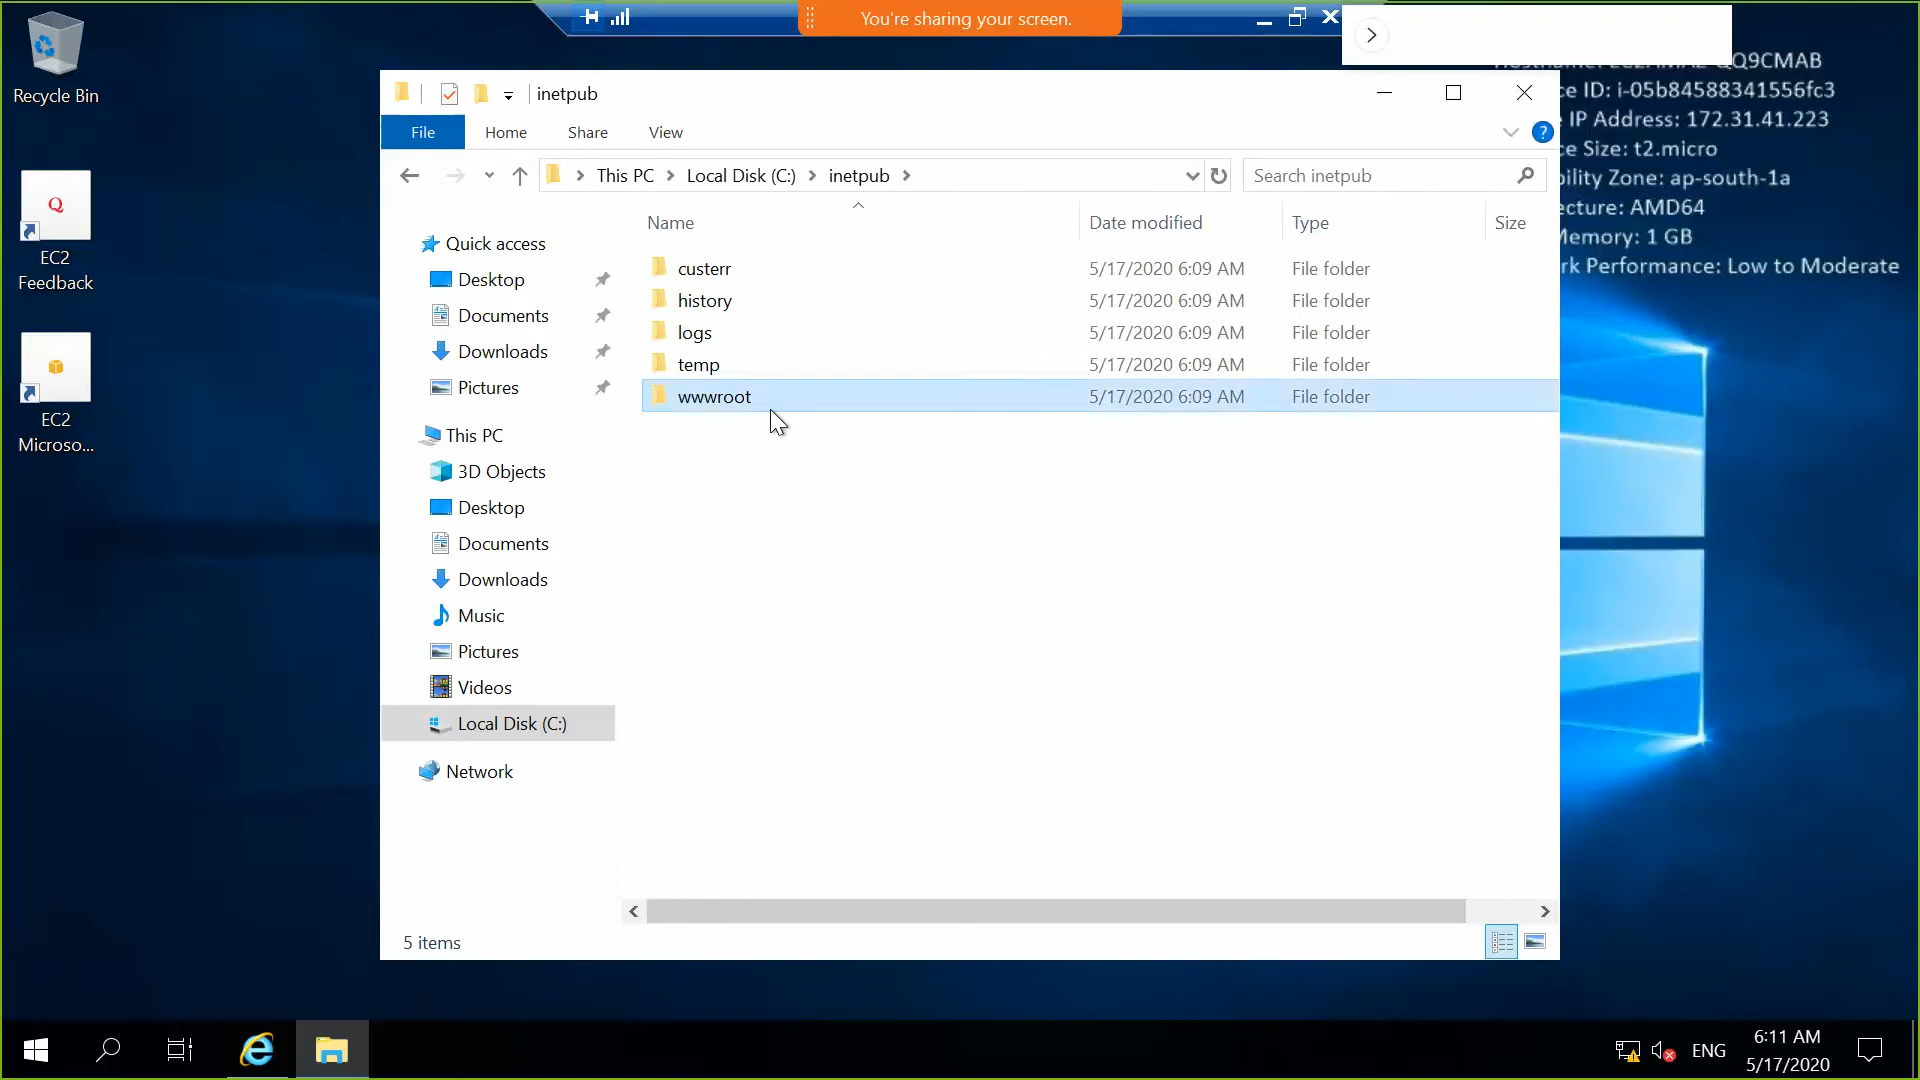 You're sharing your screen.
Recycle Bin
EC2
Feedback
EC2
Microso...
QQ9CMAB
ce ID: i-05b84588341556fc3
IP Address: 172.31.41.223
ce Size: t2.micro
bility Zone: ap-south-1a
ecture: AMD64
Memory: 1 GB
rk Performance: Low to Moderate
inetpub
File Home Share View
This PC Local Disk (C:) inetpub
Search inetpub
Name Date modified Type Size
custerr 5/17/2020 6:09 AM File folder
history 5/17/2020 6:09 AM File folder
logs 5/17/2020 6:09 AM File folder
temp 5/17/2020 6:09 AM File folder
wwwroot 5/17/2020 6:09 AM File folder
Quick access
Desktop
Documents
Downloads
Pictures
This PC
3D Objects
Desktop
Documents
Downloads
Music
Pictures
Videos
Local Disk (C:)
Network
5 items
ENG
6:11 AM
5/17/2020